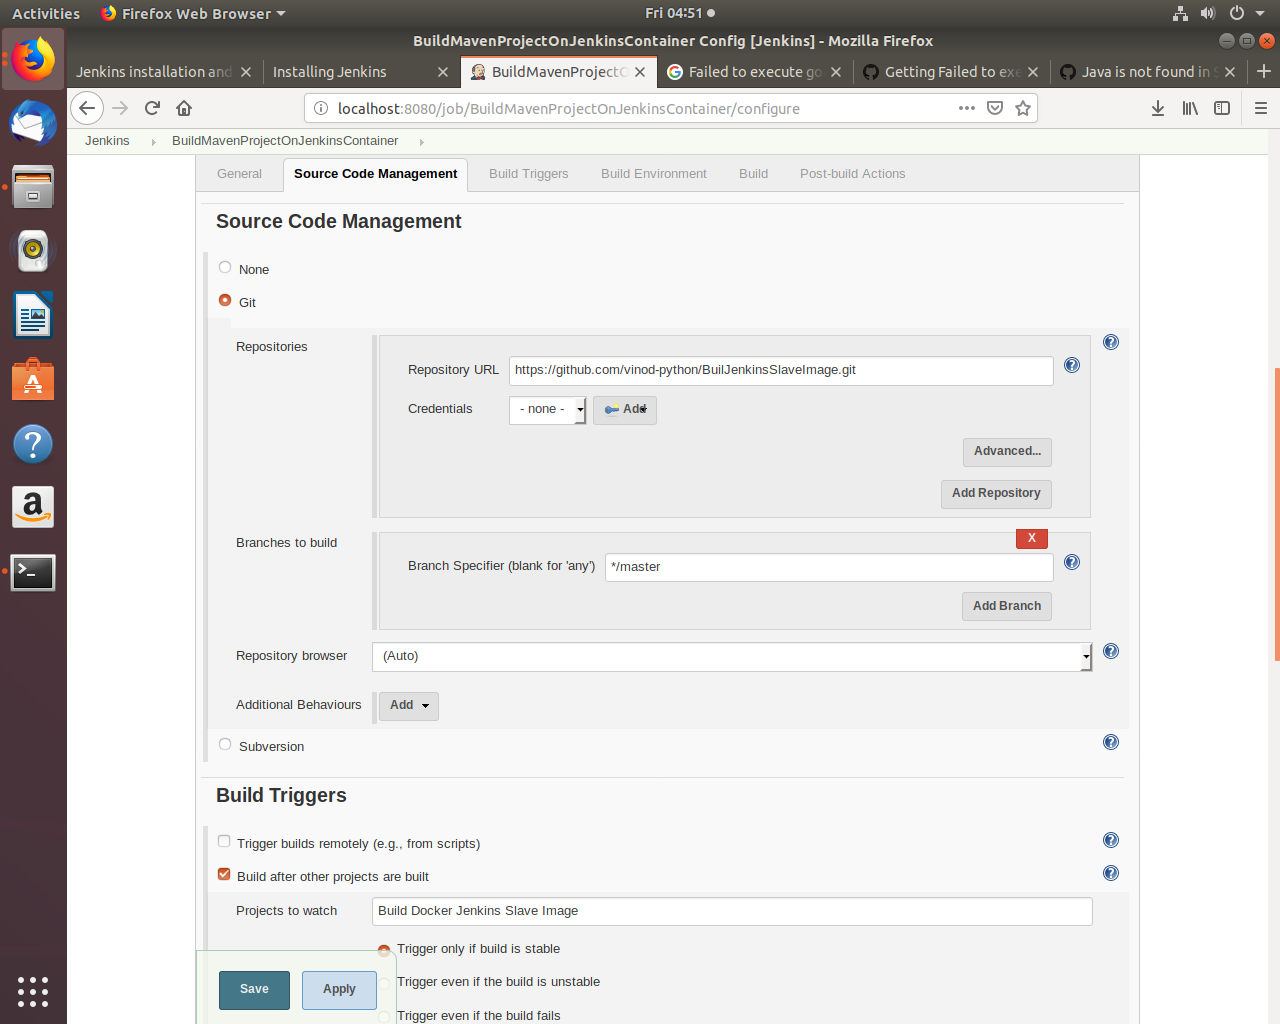 Activities
Firefox Web Browser
Fri 04:51
BuildMavenProjectOnJenkinsContainer Config [Jenkins] - Mozilla Firefox
Jenkins installation and
Installing Jenkins
BuildMavenProjectO
Failed to execute go
Getting Failed to exe
Java is not found in S
localhost:8080/job/BuildMavenProjectOnJenkinsContainer/configure
Jenkins
BuildMavenProjectOnJenkinsContainer
General
Source Code Management
Build Triggers
Build Environment
Build
Post-build Actions
Source Code Management
None
Git
Repositories
Repository URL
https://github.com/vinod-python/BuilJenkinsSlaveImage.git
Credentials
- none -
Add
Advanced...
Add Repository
Branches to build
X
Branch Specifier (blank for 'any')
*/master
Add Branch
Repository browser
(Auto)
Additional Behaviours
Add
Subversion
Build Triggers
Trigger builds remotely (e.g., from scripts)
Build after other projects are built
Projects to watch
Build Docker Jenkins Slave Image
Trigger only if build is stable
Trigger even if the build is unstable
Trigger even if the build fails
Save
Apply